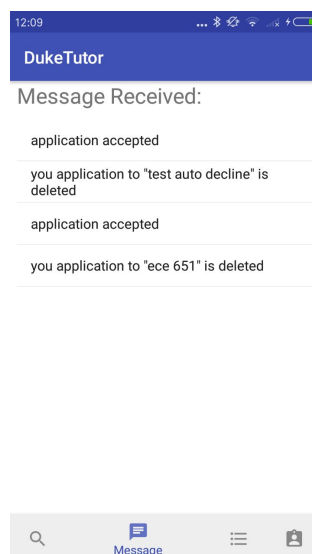 12:09
DukeTutor
Message Received:
application accepted
you application to "test auto decline" is
deleted
application accepted
you application to "ece 651" is deleted
Message